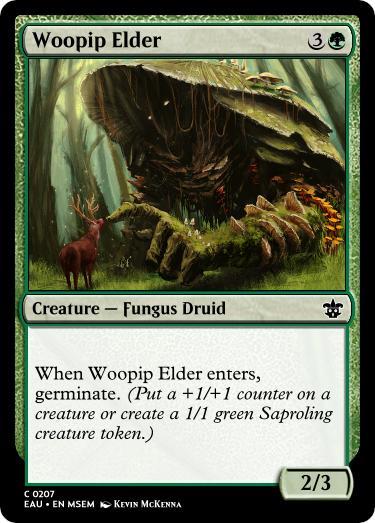 Woopip Elder 3
Creature — Fungus Druid
When Woopip Elder enters,
germinate. (Put a +1/+1 counter on a
creature or create a 1/1 green Saproling
creature token.)
2/3
C 0207
EAU • EN MSEM Kevin McKenna